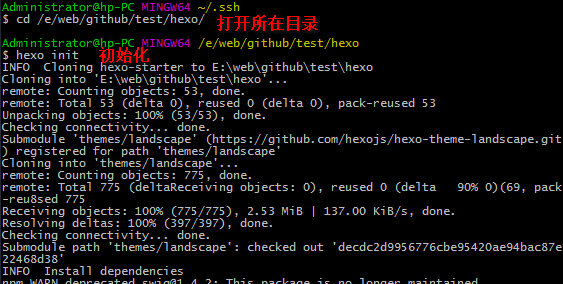 Administrator@hp-PC MINGW64 ~/.ssh
$ cd /e/web/github/test/hexo/ 打开所在目录
Administrator@hp-PC MINGW64 /e/web/github/test/hexo
$ hexo init 初始化
INFO  Cloning hexo-starter to E:\web\github\test\hexo
Cloning into 'E:\web\github\test\hexo'...
remote: Counting objects: 53, done.
remote: Total 53 (delta 0), reused 0 (delta 0), pack-reused 53
Unpacking objects: 100% (53/53), done.
Checking connectivity... done.
Submodule 'themes/landscape' (https://github.com/hexojs/hexo-theme-landscape.git
) registered for path 'themes/landscape'
Cloning into 'themes/landscape'...
remote: Counting objects: 775, done.
remote: Total 775 (deltaReceiving objects: 0), reused 0 (delta   90% 0)(69, pack
-reu8sed 775
Receiving objects: 100% (775/775), 2.53 MiB | 137.00 KiB/s, done.
Resolving deltas: 100% (397/397), done.
Checking connectivity... done.
Submodule path 'themes/landscape': checked out 'decdc2d9956776cbe95420ae94bac87e
22468d38'
INFO  Install dependencies
npm WARN deprecated swig@1.4.2: This package is no longer maintained